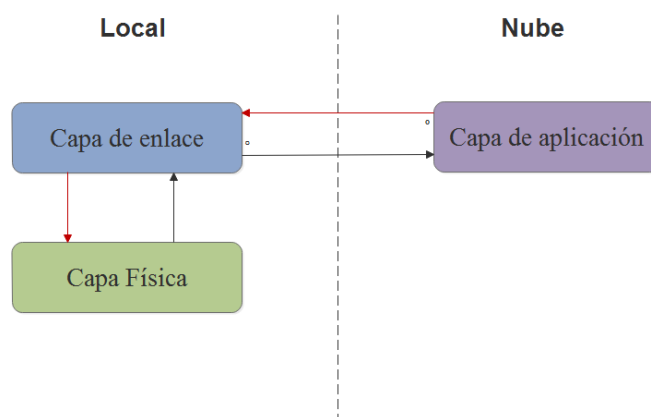 Local
Nube
Capa de enlace
Capa de aplicación
Capa Física